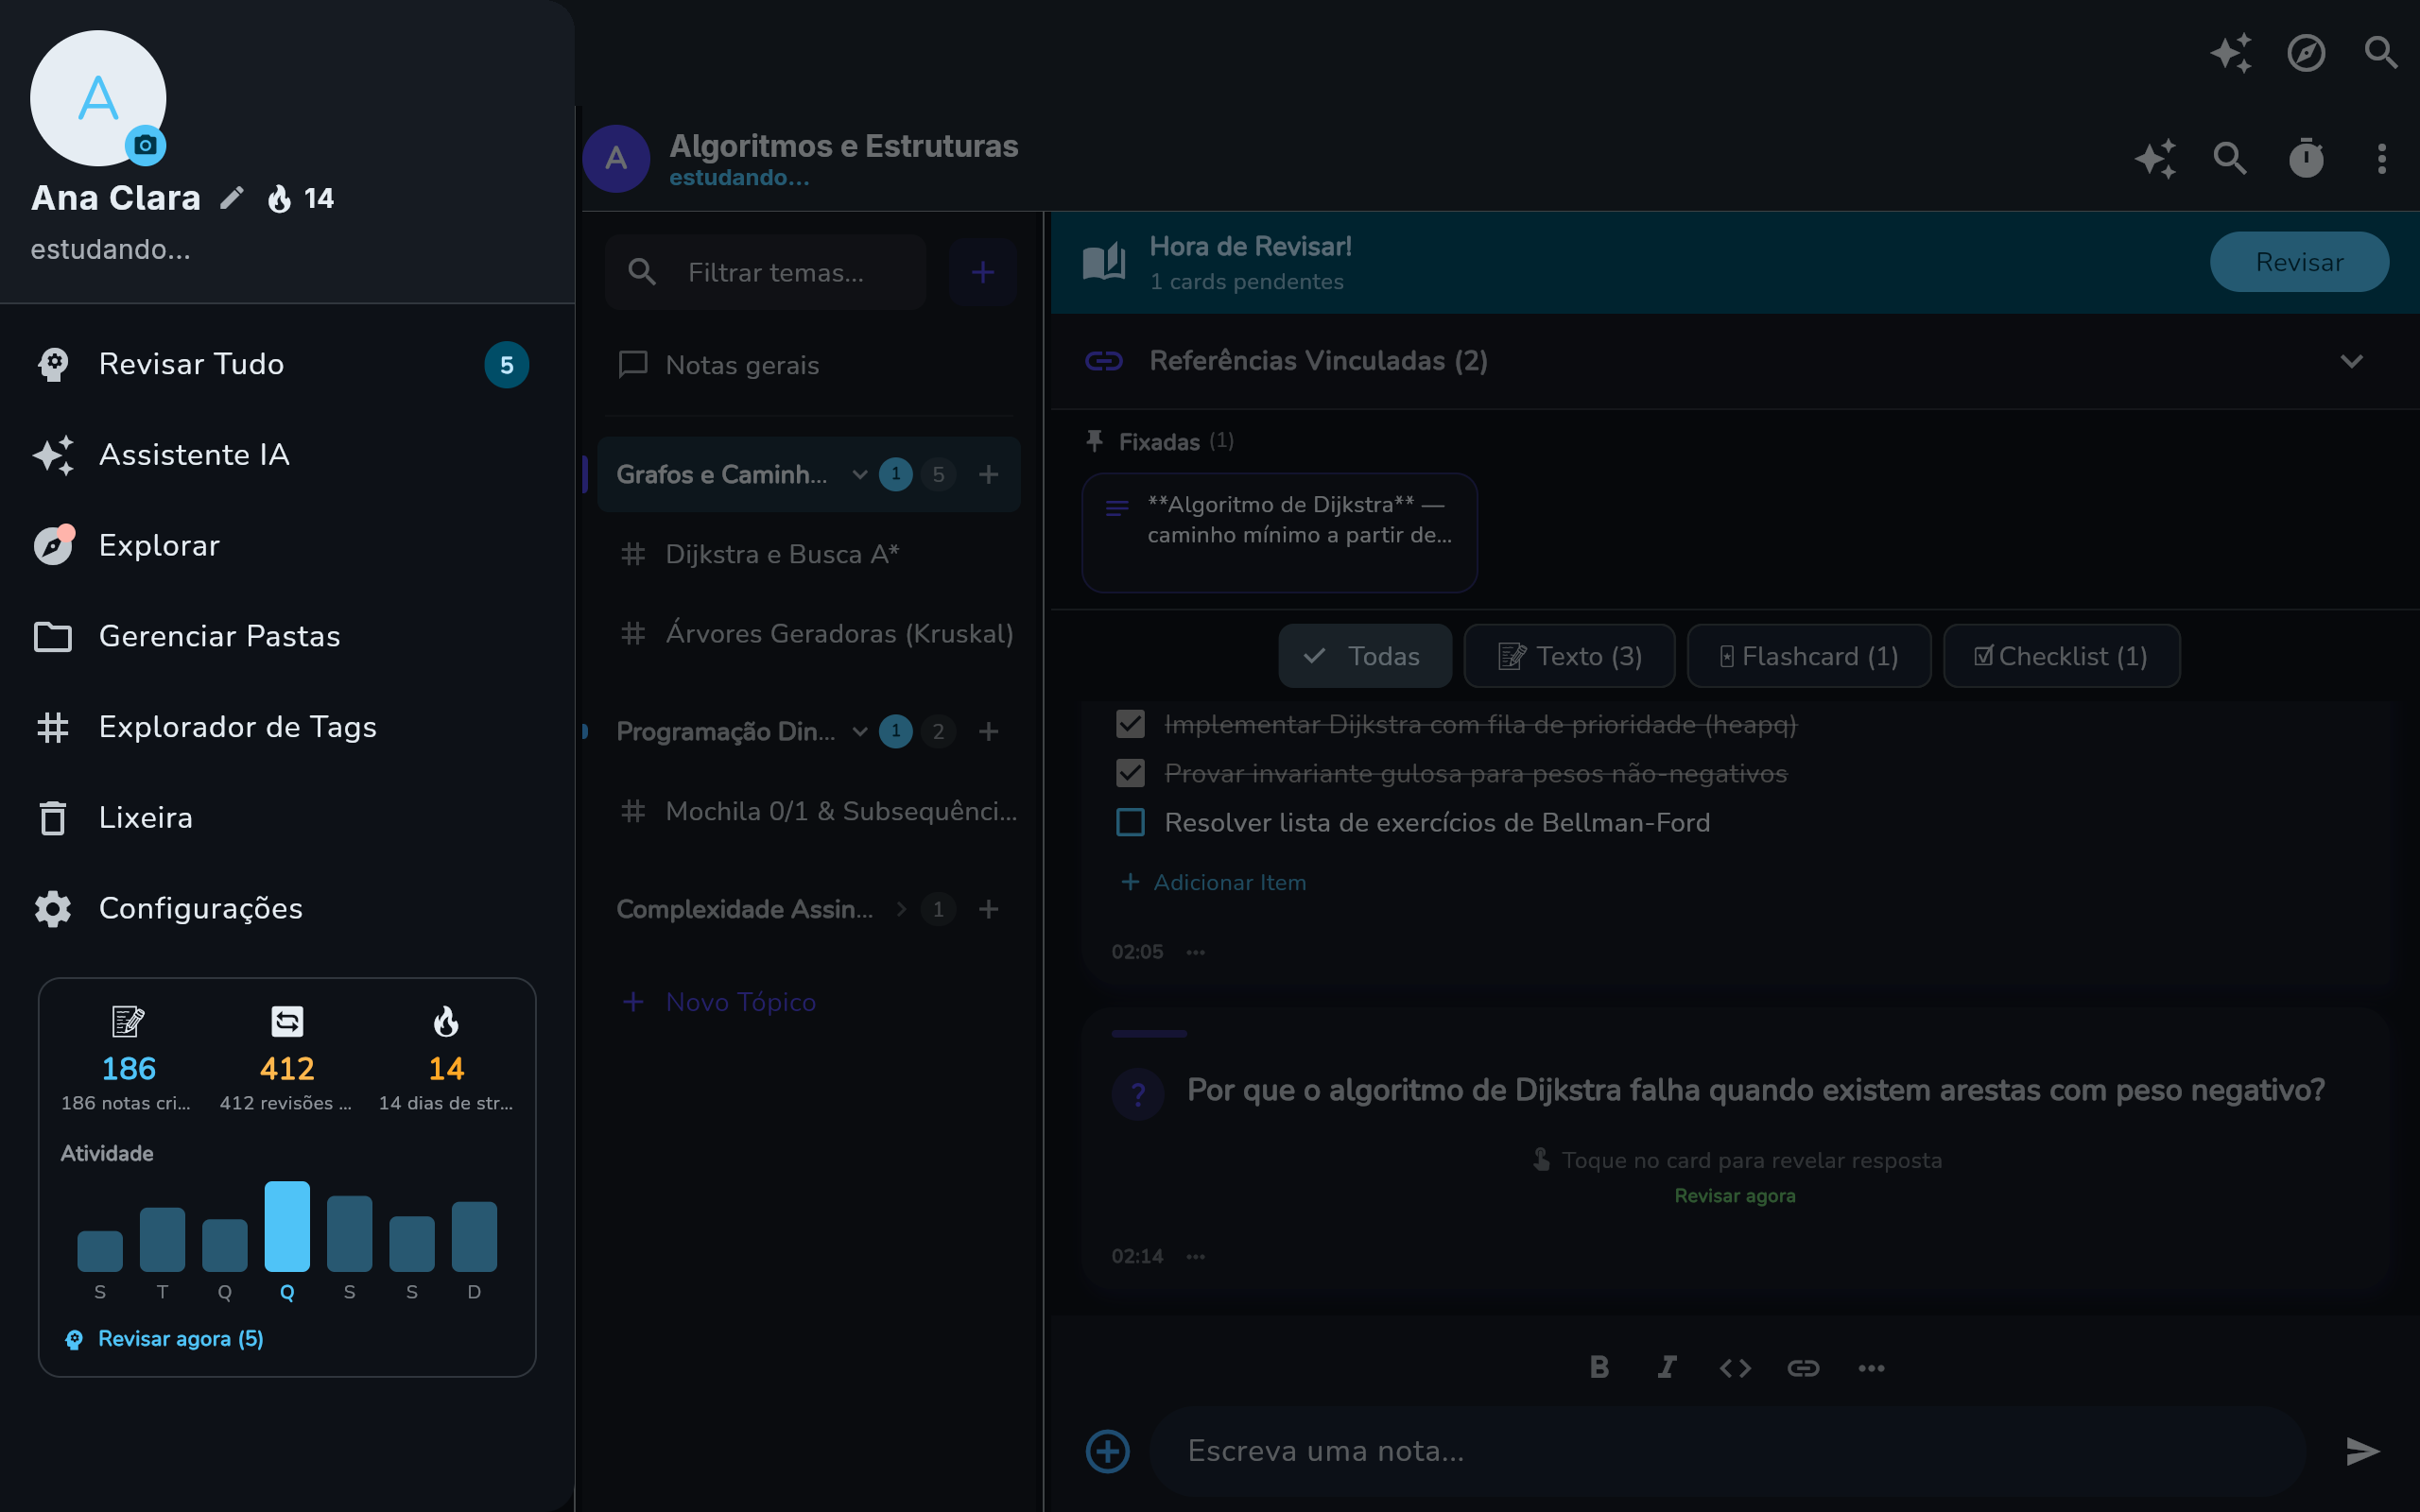 A
Ana Clara 14
estudando...
Revisar Tudo 5
Assistente IA
Explorar
Gerenciar Pastas
Explorador de Tags
Lixeira
Configurações
186 412 14
186 notas cri... 412 revisões ... 14 dias de str...
Atividade
S T Q Q S S D
Revisar agora (5)
A
Algoritmos e Estruturas
estudando...
Filtrar temas...
Notas gerais
Grafos e Caminh... 1 5
Dijkstra e Busca A*
Árvores Geradoras (Kruskal)
Programação Din... 1 2
Mochila 0/1 & Subsequênci...
Complexidade Assin... 1
Novo Tópico
Hora de Revisar!
1 cards pendentes
Revisar
Referências Vinculadas (2)
Fixadas (1)
**Algoritmo de Dijkstra** —
caminho mínimo a partir de...
Todas Texto (3) Flashcard (1) Checklist (1)
Implementar Dijkstra com fila de prioridade (heapq)
Provar invariante gulosa para pesos não-negativos
Resolver lista de exercícios de Bellman-Ford
+ Adicionar Item
02:05
? Por que o algoritmo de Dijkstra falha quando existem arestas com peso negativo?
Toque no card para revelar resposta
Revisar agora
02:14
B I <>
Escreva uma nota...